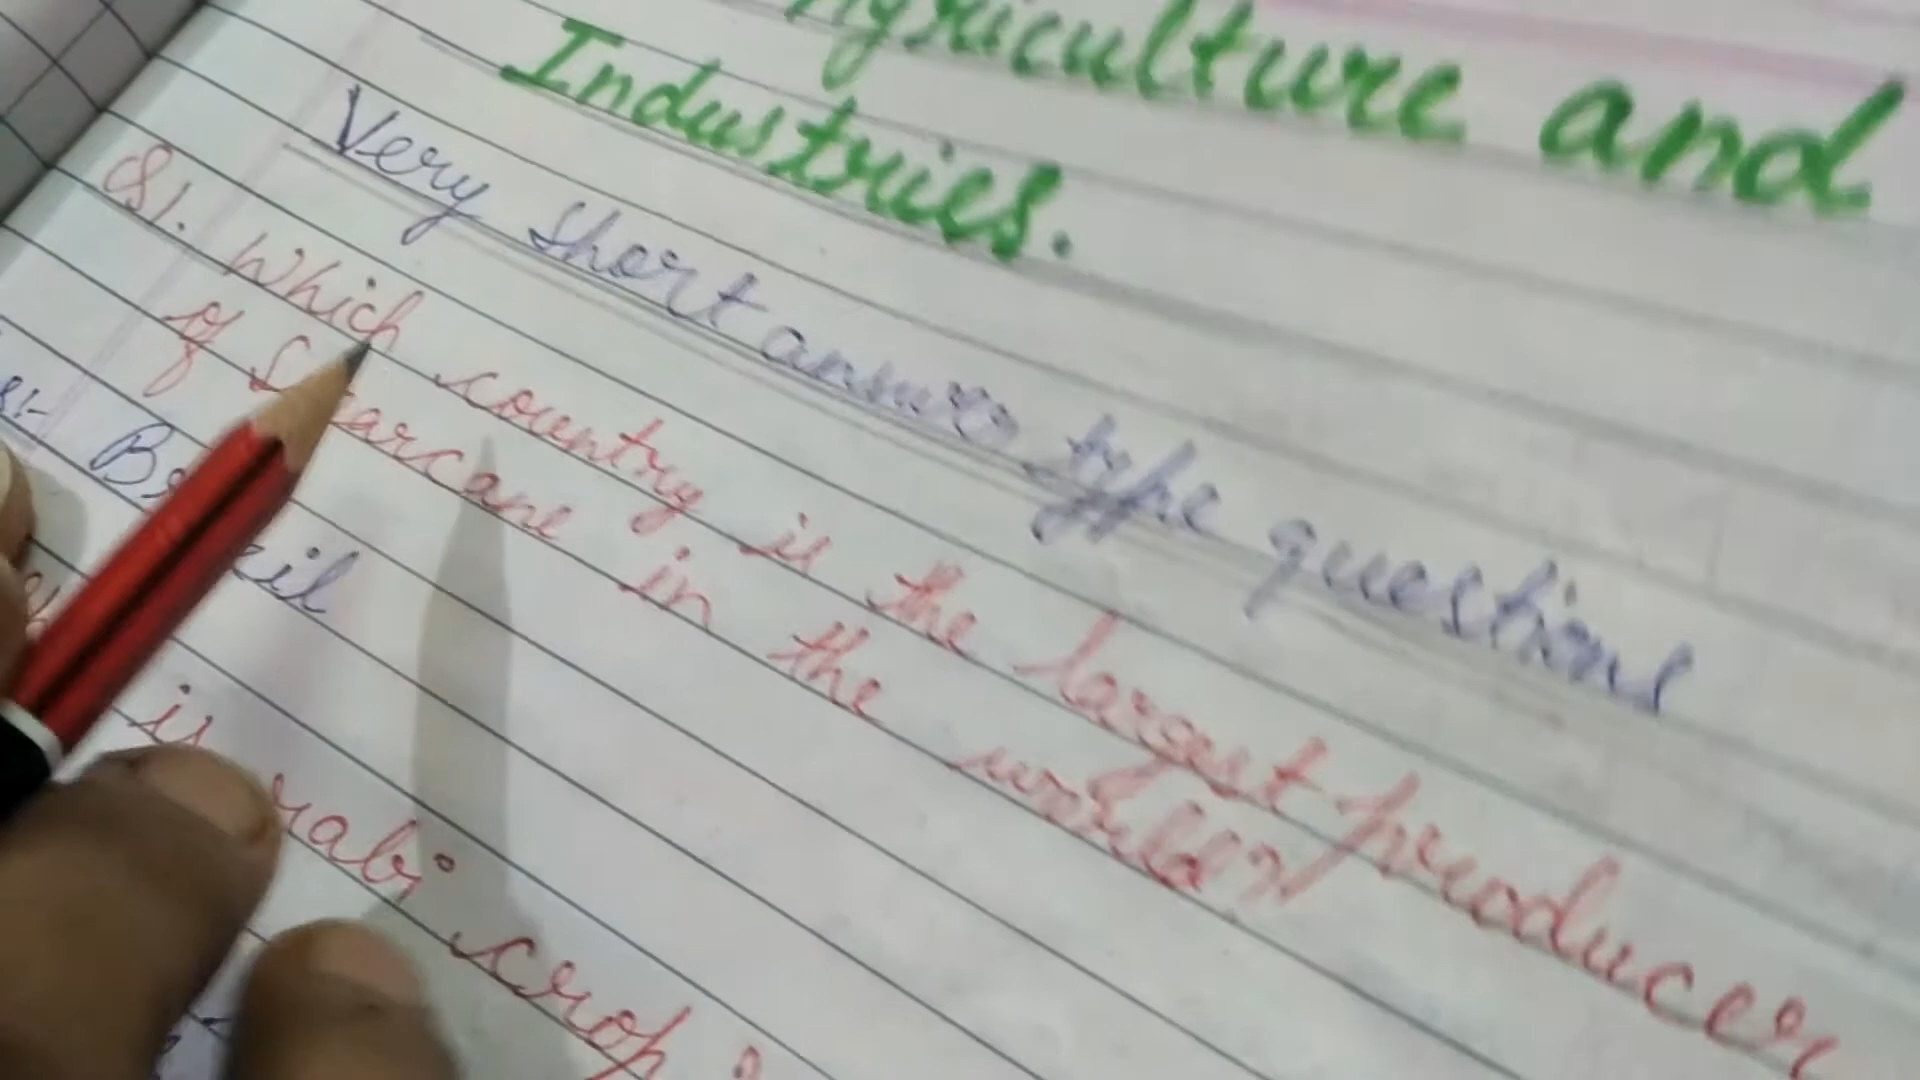 Agriculture and
Industries.
Very short answer type questions
Q1. Which country is the largest producer
of Sugarcane in the world?
is rabi crop?